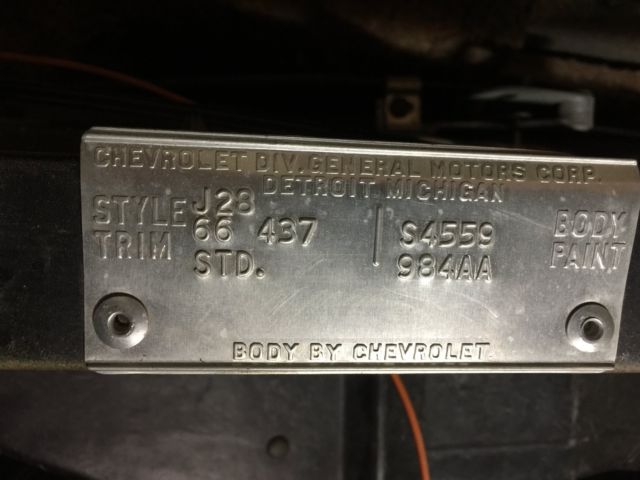 CHEVROLET DIV. GENERAL MOTORS CORP.
DETROIT MICHIGAN
J28
STYLE 66 437 S4559 BODY
TRIM STD. 984AA PAINT
BODY BY CHEVROLET.